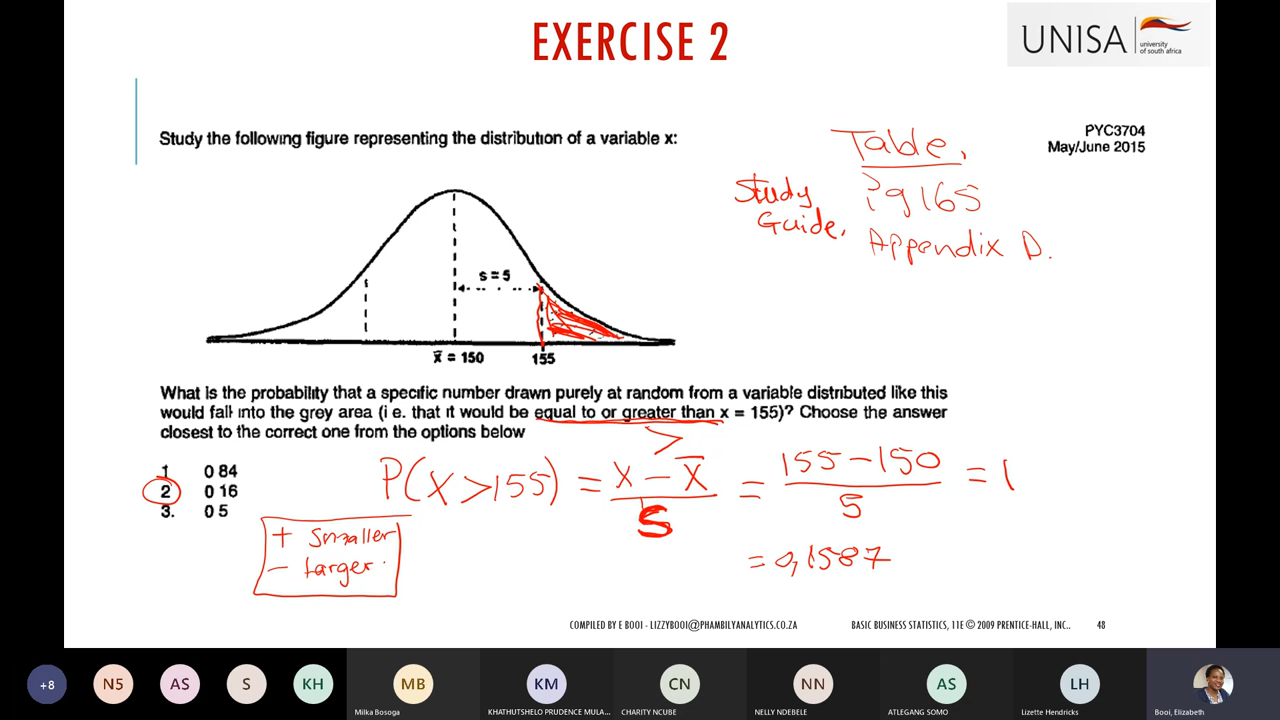 EXERCISE 2
UNISA
university
of south africa
Study the following figure representing the distribution of a variable x:
PYC3704
May/June 2015
Table.
Study
Guide.
Pg 165
Appendix D.
s = 5
x̄ = 150
155
What is the probability that a specific number drawn purely at random from a variable distributed like this
would fall into the grey area (i e. that it would be equal to or greater than x = 155)? Choose the answer
closest to the correct one from the options below
>
1 0 84
2 0 16
3. 0 5
P(X > 155) = x - x̄ / s = 155 - 150 / 5 = 1
= 0,1587
+ smaller
- larger.
COMPILED BY E BOOI - LIZZYBOOI@PHAMBILYANALYTICS.CO.ZA
BASIC BUSINESS STATISTICS, 11E © 2009 PRENTICE-HALL, INC..
48
+8
N5
AS
S
KH
MB
Milka Bosoga
KM
KHATHUTSHELO PRUDENCE MULA...
CN
CHARITY NCUBE
NN
NELLY NDEBELE
AS
ATLEGANG SOMO
LH
Lizette Hendricks
Booi, Elizabeth